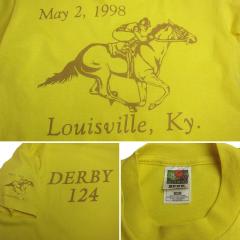 May 2, 1998
Louisville, Ky.
DERBY
124